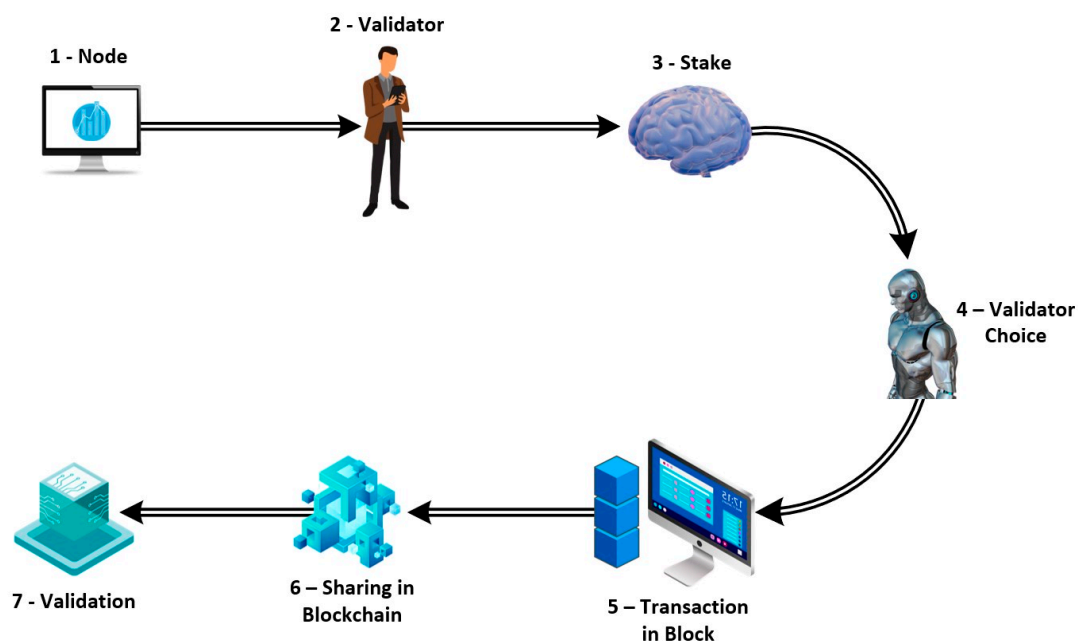 1 - Node
2 - Validator
3 - Stake
4 – Validator
Choice
5 – Transaction
in Block
6 – Sharing in
Blockchain
7 - Validation